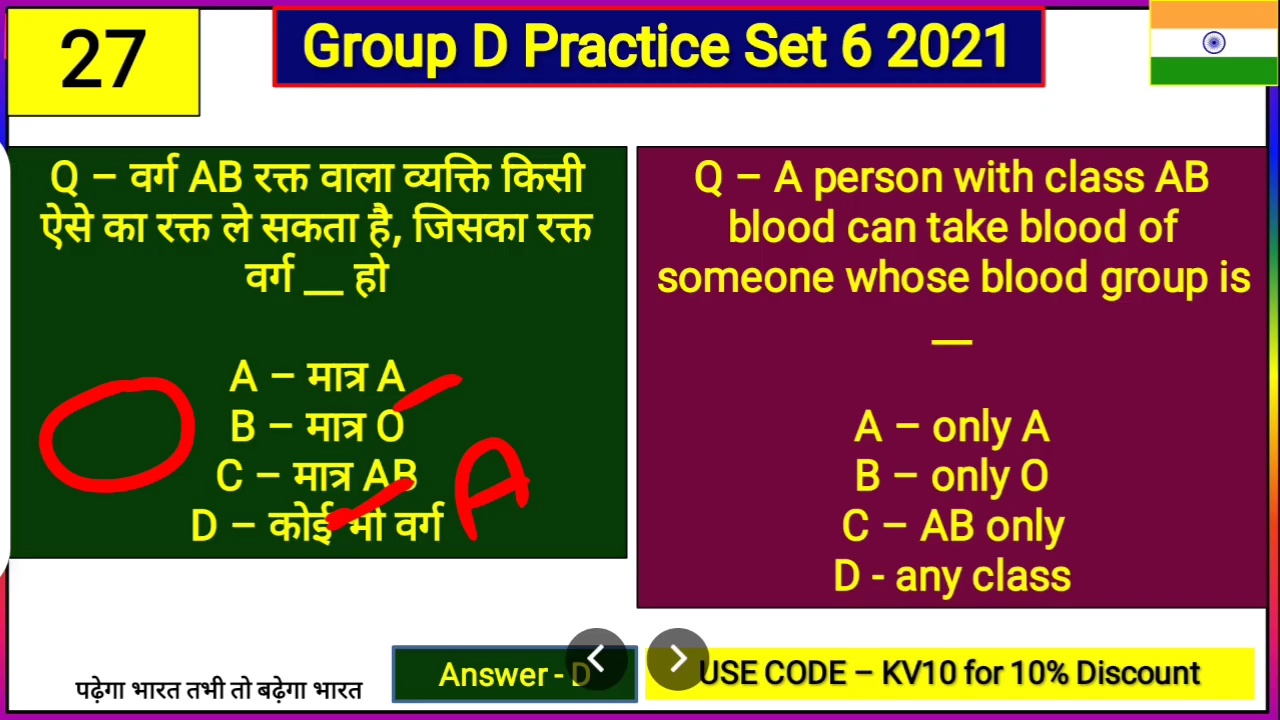 27
Group D Practice Set 6 2021
Q – वर्ग AB रक्त वाला व्यक्ति किसी
ऐसे का रक्त ले सकता है, जिसका रक्त
वर्ग __ हो
A – मात्र A
B – मात्र O
C – मात्र AB
D – कोई भी वर्ग
A
Q – A person with class AB
blood can take blood of
someone whose blood group is
__
A – only A
B – only O
C – AB only
D - any class
पढ़ेगा भारत तभी तो बढ़ेगा भारत
Answer - D
USE CODE – KV10 for 10% Discount